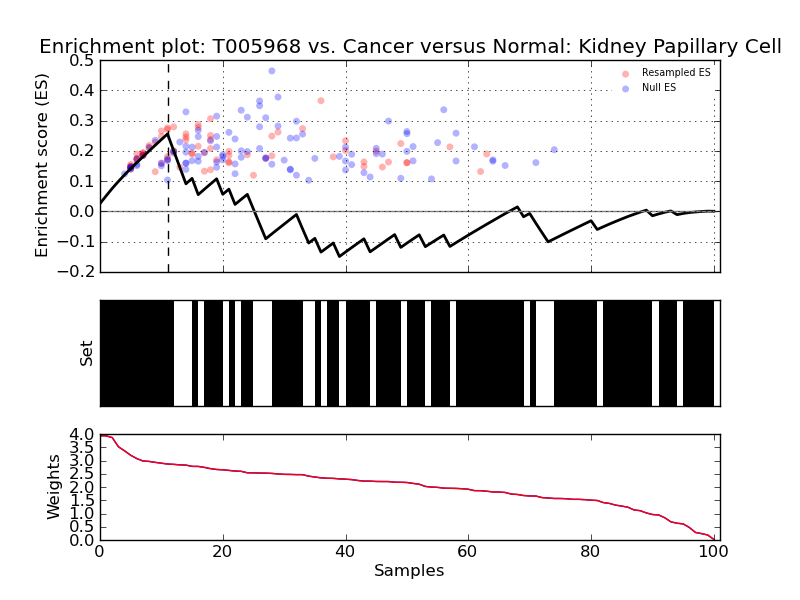 Enrichment plot: T005968 vs. Cancer versus Normal: Kidney Papillary Cell
Enrichment score (ES)
0.5
0.4
0.3
0.2
0.1
0.0
−0.1
−0.2
Resampled ES
Null ES
Set
Weights
4.0
3.5
3.0
2.5
2.0
1.5
1.0
0.5
0.0
0 20 40 60 80 100
Samples